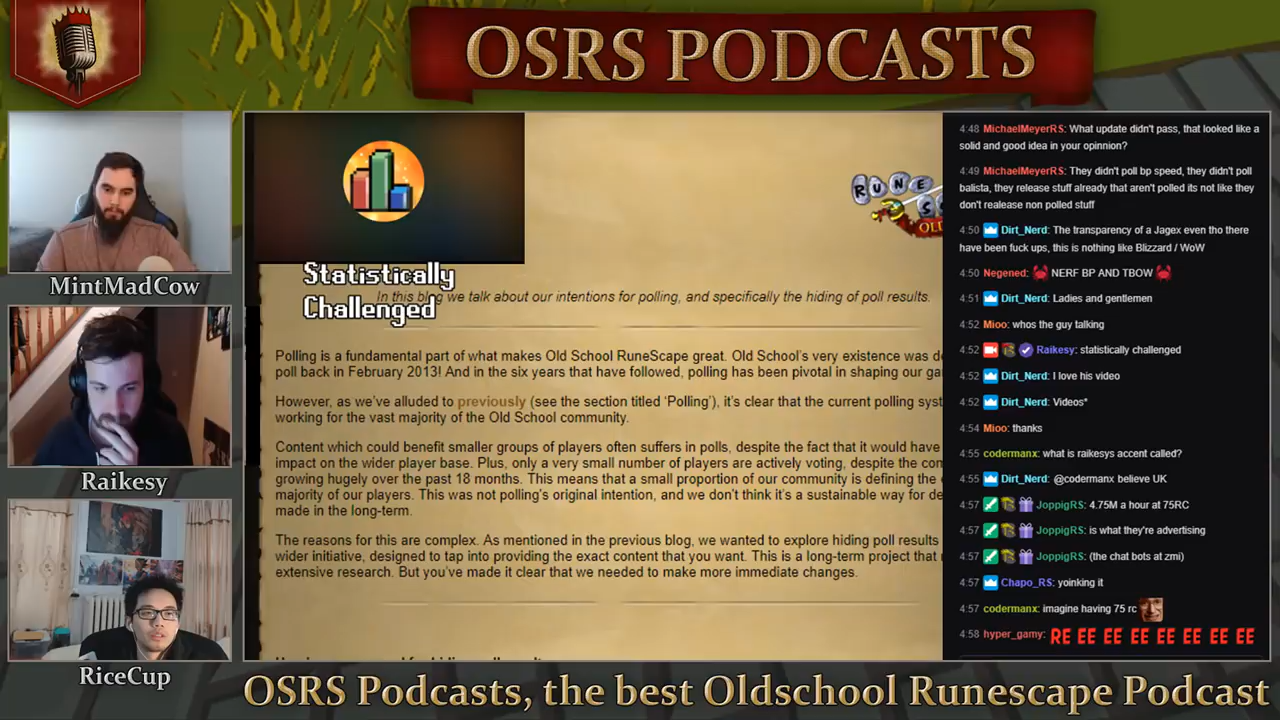 OSRS PODCASTS
MintMadCow
Raikesy
RiceCup
Statistically
Challenged
RUNE
OLD
In this blog we talk about our intentions for polling, and specifically the hiding of poll results.
Polling is a fundamental part of what makes Old School RuneScape great. Old School's very existence was de
poll back in February 2013! And in the six years that have followed, polling has been pivotal in shaping our ga
However, as we've alluded to previously (see the section titled 'Polling'), it's clear that the current polling syst
working for the vast majority of the Old School community.
Content which could benefit smaller groups of players often suffers in polls, despite the fact that it would have
impact on the wider player base. Plus, only a very small number of players are actively voting, despite the com
growing hugely over the past 18 months. This means that a small proportion of our community is defining the
majority of our players. This was not polling's original intention, and we don't think it's a sustainable way for de
made in the long-term.
The reasons for this are complex. As mentioned in the previous blog, we wanted to explore hiding poll results
wider initiative, designed to tap into providing the exact content that you want. This is a long-term project that
extensive research. But you've made it clear that we needed to make more immediate changes.
4:48 MichaelMeyerRS: What update didn't pass, that looked like a
solid and good idea in your opinnion?
4:49 MichaelMeyerRS: They didn't poll bp speed, they didn't poll
balista, they release stuff already that aren't polled its not like they
don't realease non polled stuff
4:50 Dirt_Nerd: The transparency of a Jagex even tho there
have been fuck ups, this is nothing like Blizzard / WoW
4:50 Negened: NERF BP AND TBOW
4:51 Dirt_Nerd: Ladies and gentlemen
4:52 Mioo: whos the guy talking
4:52 Raikesy: statistically challenged
4:52 Dirt_Nerd: I love his video
4:52 Dirt_Nerd: Videos*
4:54 Mioo: thanks
4:55 codermanx: what is raikesys accent called?
4:55 Dirt_Nerd: @codermanx believe UK
4:57 JoppigRS: 4.75M a hour at 75RC
4:57 JoppigRS: is what they're advertising
4:57 JoppigRS: (the chat bots at zmi)
4:57 Chapo_RS: yoinking it
4:57 codermanx: imagine having 75 rc
4:58 hyper_gamy: RE EE EE EE EE EE EE EE
OSRS Podcasts, the best Oldschool Runescape Podcast